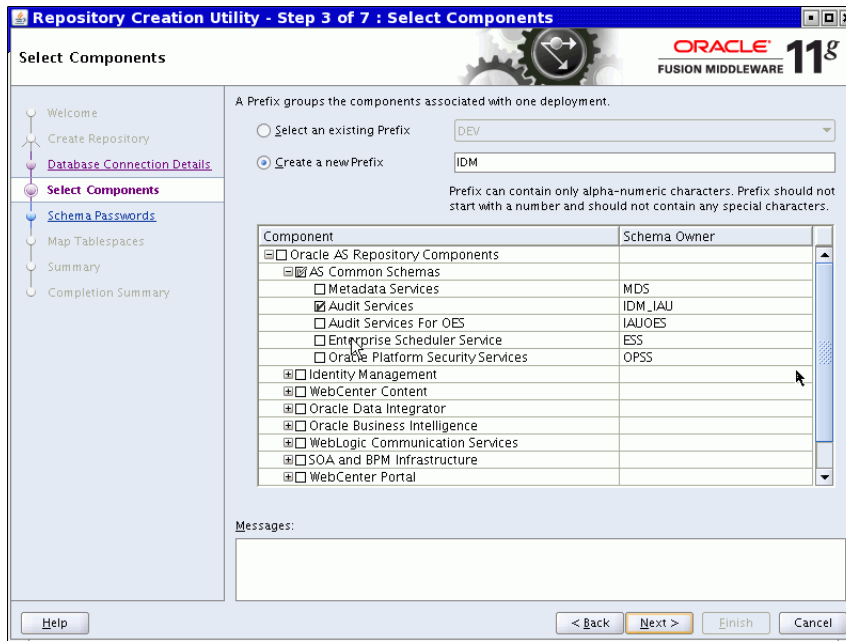 Repository Creation Utility - Step 3 of 7 : Select Components
Select Components
ORACLE
FUSION MIDDLEWARE 11g
Welcome
Create Repository
Database Connection Details
Select Components
Schema Passwords
Map Tablespaces
Summary
Completion Summary
A Prefix groups the components associated with one deployment.
Select an existing Prefix DEV
Create a new Prefix IDM
Prefix can contain only alpha-numeric characters. Prefix should not
start with a number and should not contain any special characters.
Component Schema Owner
Oracle AS Repository Components
AS Common Schemas
Metadata Services MDS
Audit Services IDM_IAU
Audit Services For OES IAUOES
Enterprise Scheduler Service ESS
Oracle Platform Security Services OPSS
Identity Management
WebCenter Content
Oracle Data Integrator
Oracle Business Intelligence
WebLogic Communication Services
SOA and BPM Infrastructure
WebCenter Portal
Messages:
Help < Back Next > Finish Cancel